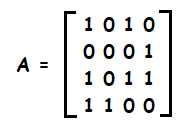 1 0 1 0
0 0 0 1
A =
1 0 1 1
1 1 0 0